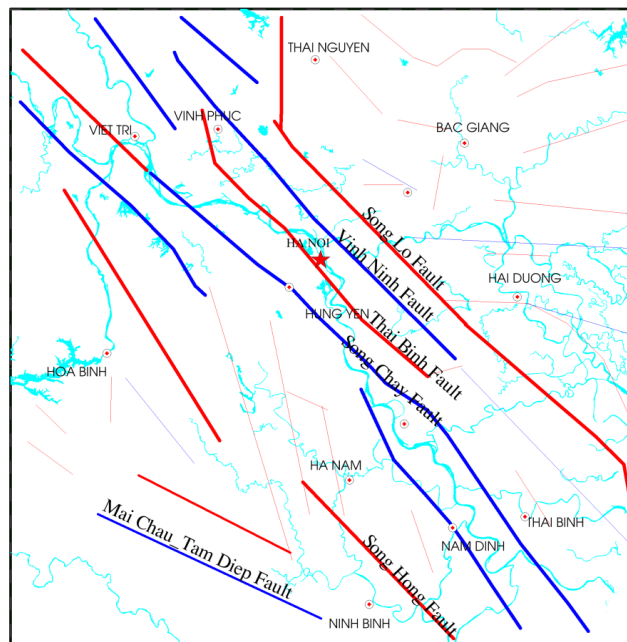 THAI NGUYEN
VINH PHUC
VIET TRI
BAC GIANG
Song Lo Fault
HA NOI
Vinh Ninh Fault
HAI DUONG
HUNG YEN
Thai Binh Fault
Song Chay Fault
HOA BINH
HA NAM
Mai Chau_Tam Diep Fault
THAI BINH
NAM DINH
Song Hong Fault
NINH BINH